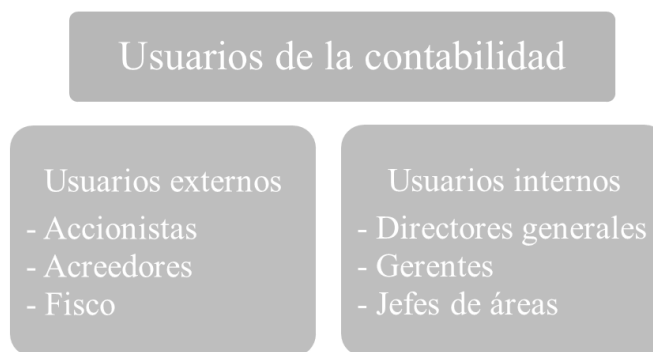 Usuarios de la contabilidad
Usuarios externos
- Accionistas
- Acreedores
- Fisco
Usuarios internos
- Directores generales
- Gerentes
- Jefes de áreas